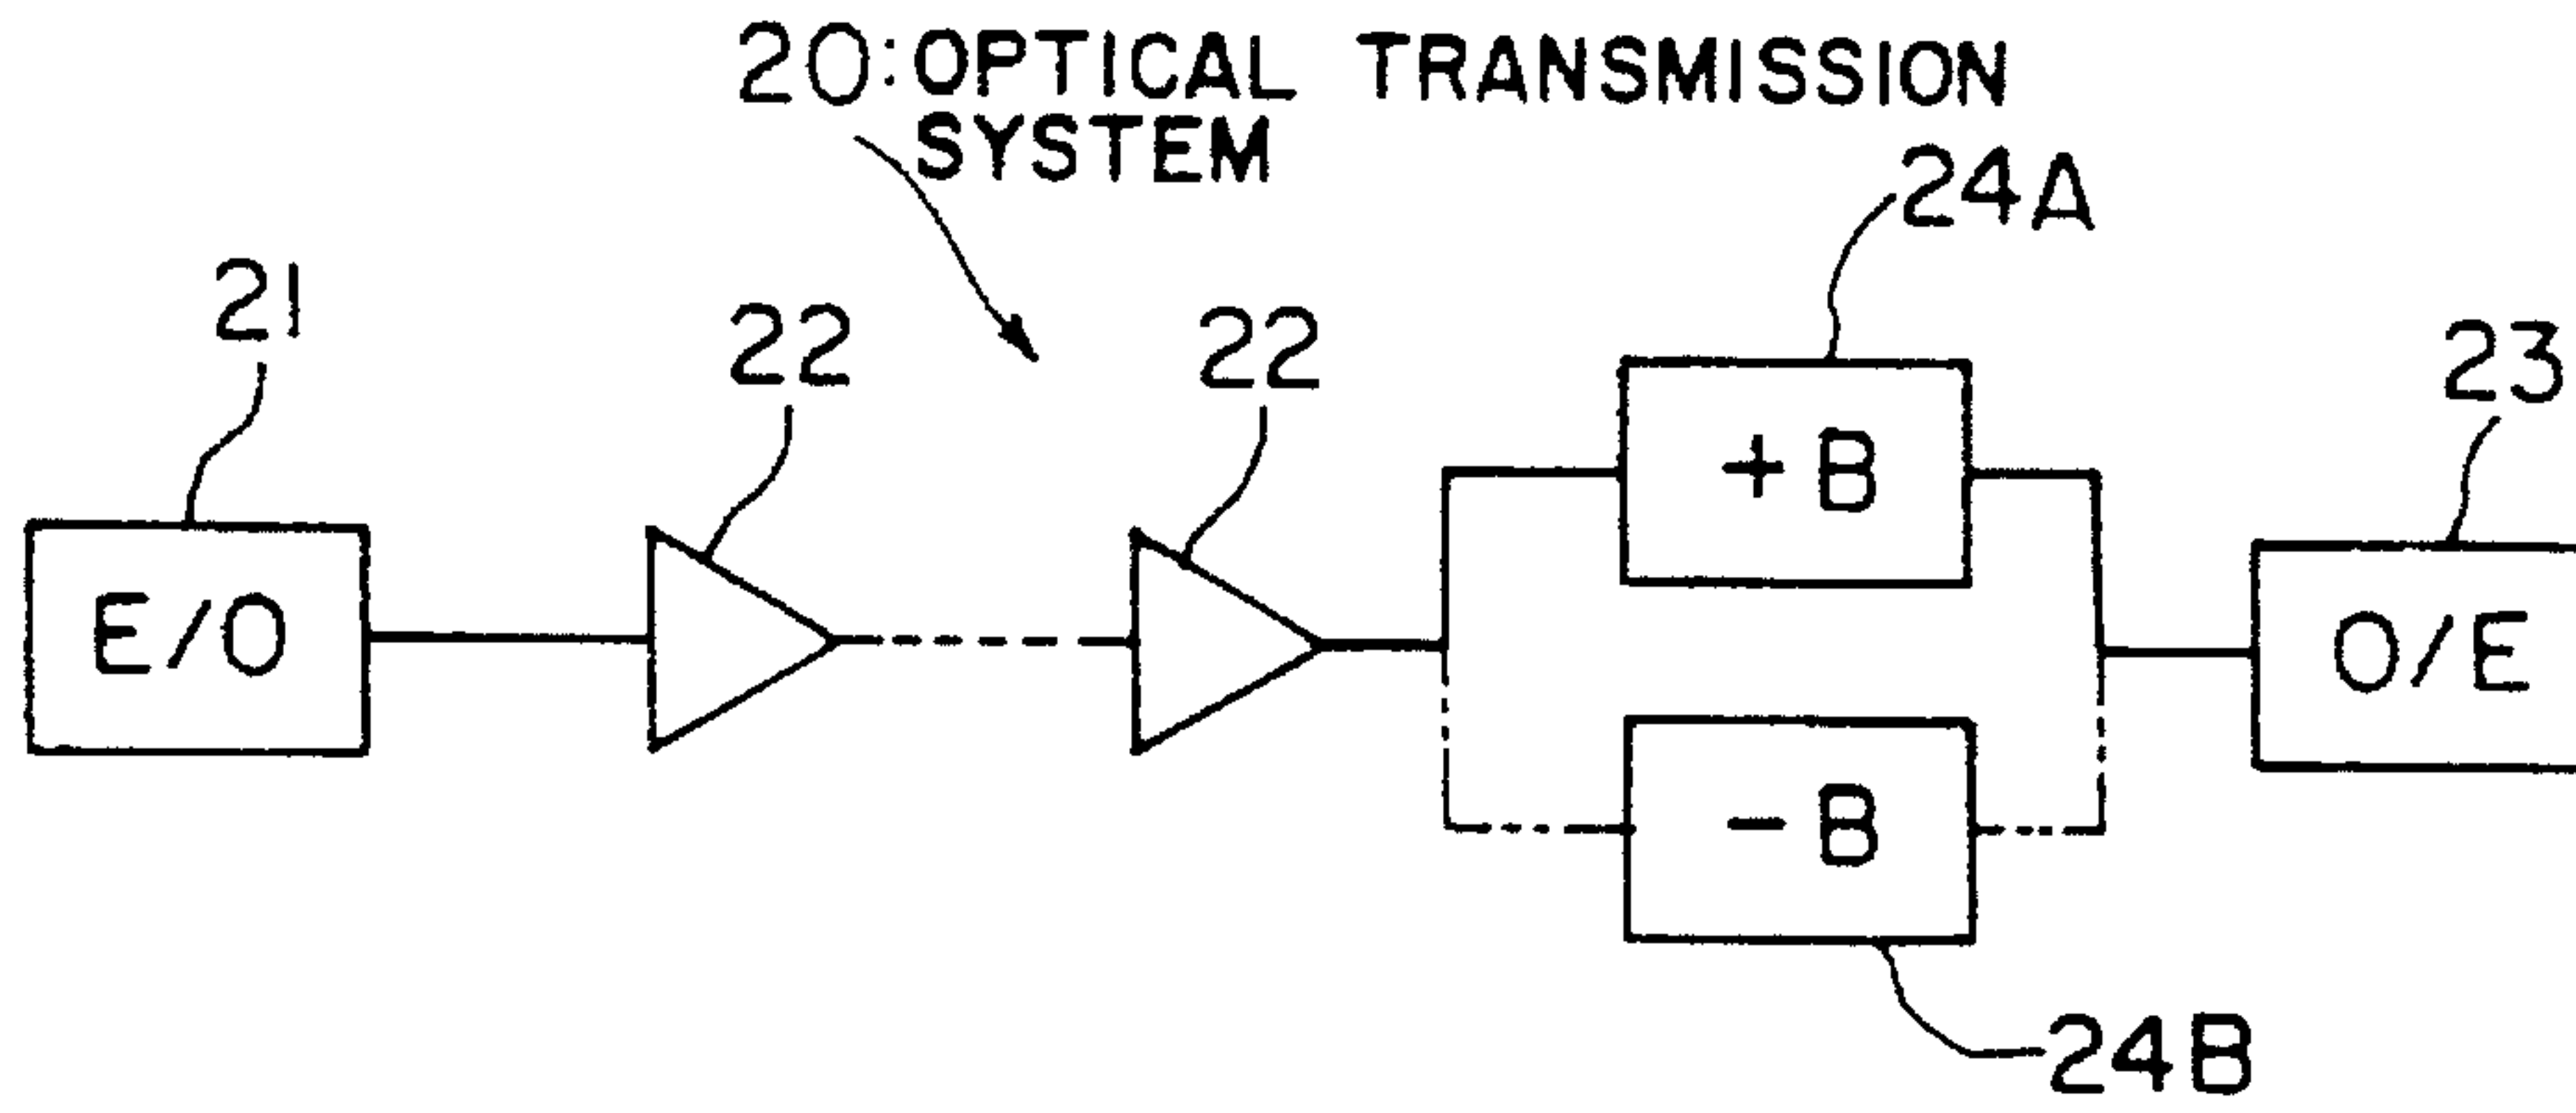 20: OPTICAL TRANSMISSION
SYSTEM
24A
21
22
22
23
+B
E/O
O/E
-B
24B